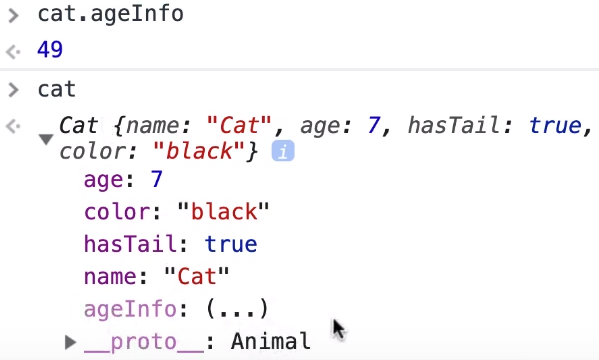 cat.ageInfo
49
cat
Cat {name: "Cat", age: 7, hasTail: true,
color: "black"} i
age: 7
color: "black"
hasTail: true
name: "Cat"
ageInfo: (...)
__proto__: Animal